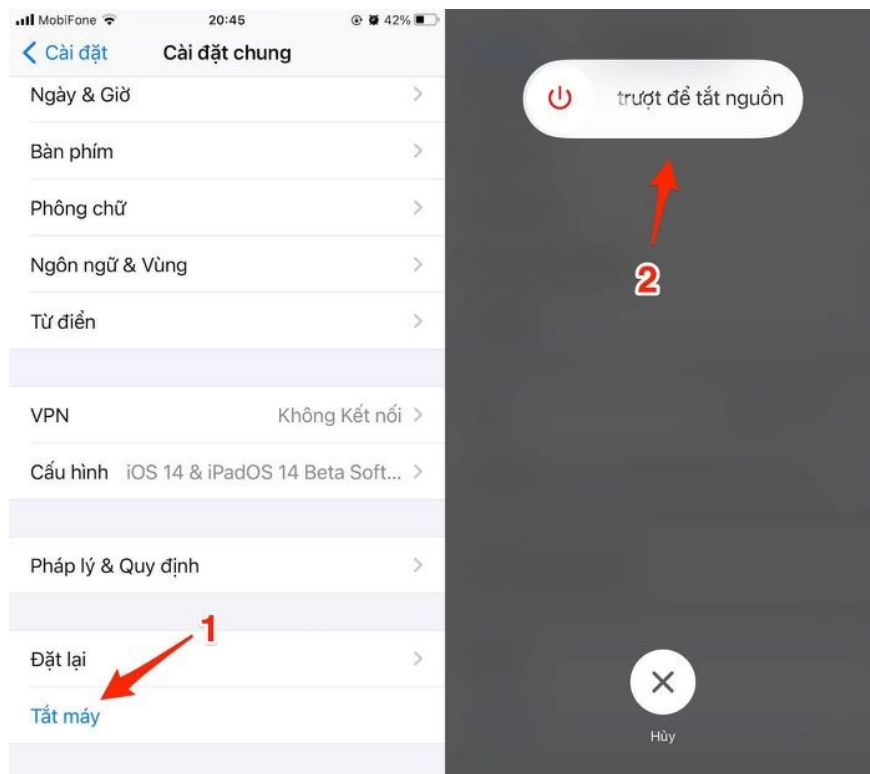 MobiFone 20:45 42%
Cài đặt Cài đặt chung
Ngày & Giờ
Bàn phím
Phông chữ
Ngôn ngữ & Vùng
Từ điển
VPN Không Kết nối
Cấu hình iOS 14 & iPadOS 14 Beta Soft...
Pháp lý & Quy định
1
Đặt lại
Tắt máy
trượt để tắt nguồn
2
Hủy